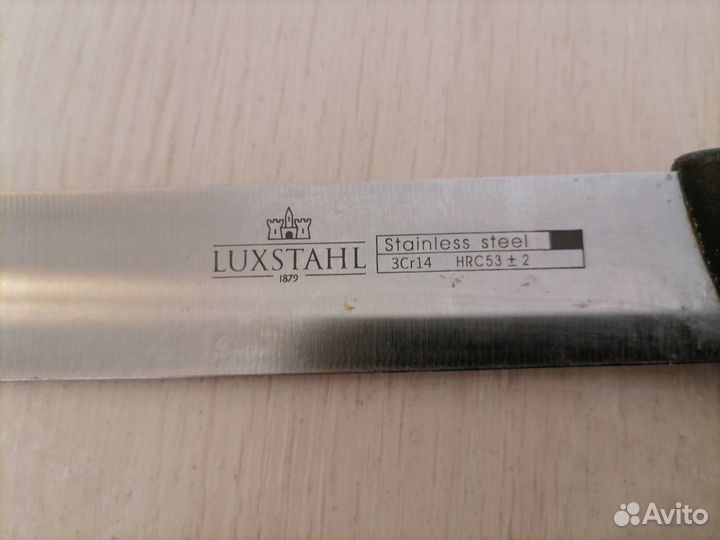 LUXSTAHL
1879
Stainless steel
3Cr14 HRC53 ± 2
Avito